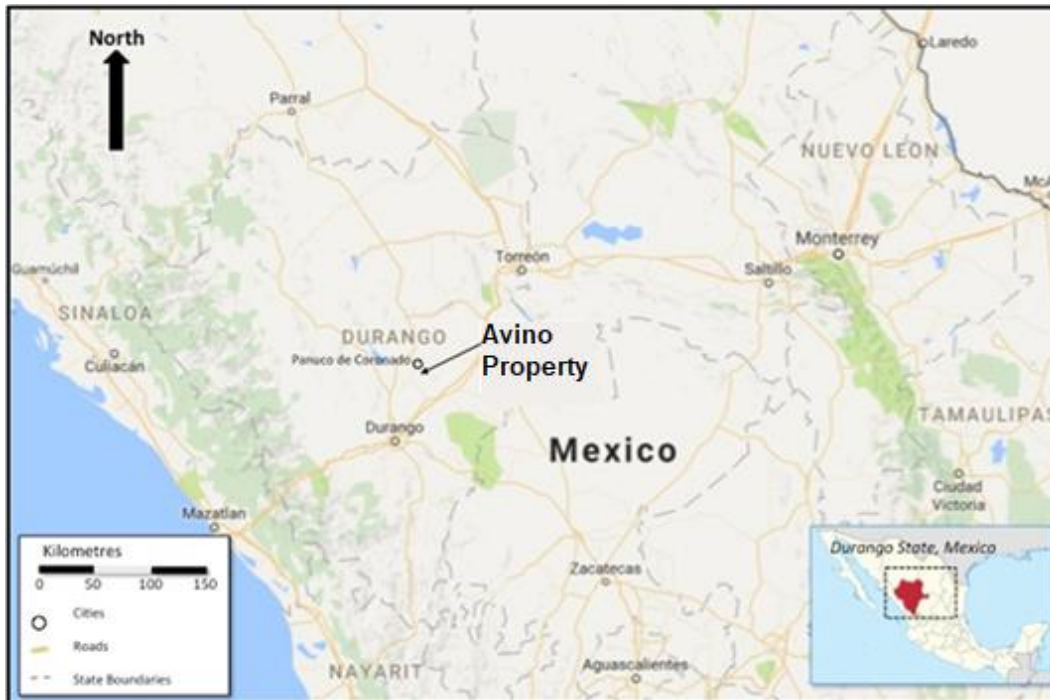 North
Laredo
Parral
NUEVO LEON
McA
Monterrey
Torreón
Saltillo
Guamúchil
SINALOA
DURANGO
Avino
Property
Culiacán
Panuco de Coronado
TAMAULIPAS
Durango
Mexico
Ciudad
Victoria
Mazatlan
Kilometres
0 50 100 150
Cities
Roads
State Boundaries
Zacatecas
Durango State, Mexico
NAYARIT
Aguascalientes